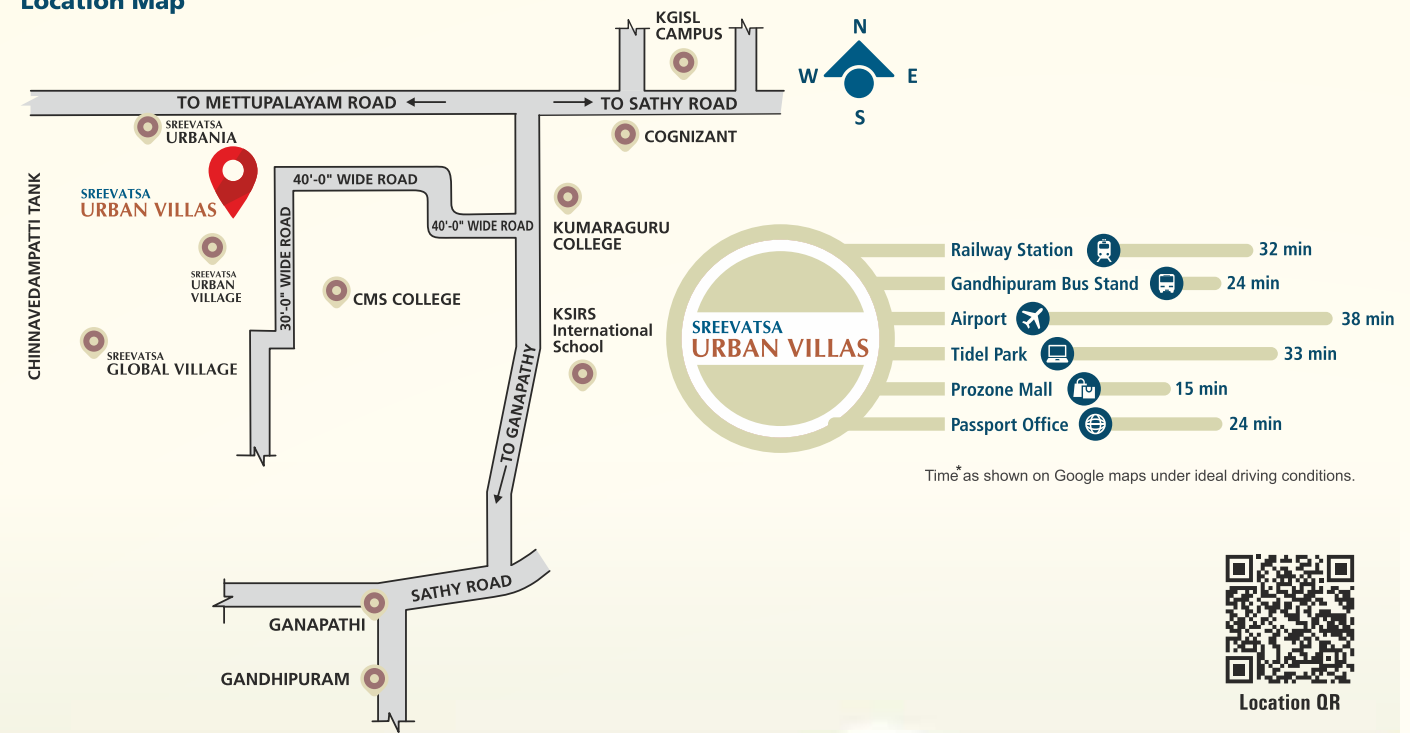 Location Map
KGISL
CAMPUS
N
W
E
S
TO METTUPALAYAM ROAD
TO SATHY ROAD
SREEVATSA
URBANIA
COGNIZANT
CHINNAVEDAMPATTI TANK
SREEVATSA
URBAN VILLAS
40'-0" WIDE ROAD
40'-0" WIDE ROAD
30'-0" WIDE ROAD
KUMARAGURU
COLLEGE
SREEVATSA
URBAN
VILLAGE
CMS COLLEGE
KSIRS
International
School
SREEVATSA
GLOBAL VILLAGE
TO GANAPATHY
SATHY ROAD
GANAPATHI
GANDHIPURAM
SREEVATSA
URBAN VILLAS
Railway Station 32 min
Gandhipuram Bus Stand 24 min
Airport 38 min
Tidel Park 33 min
Prozone Mall 15 min
Passport Office 24 min
Time* as shown on Google maps under ideal driving conditions.
Location QR